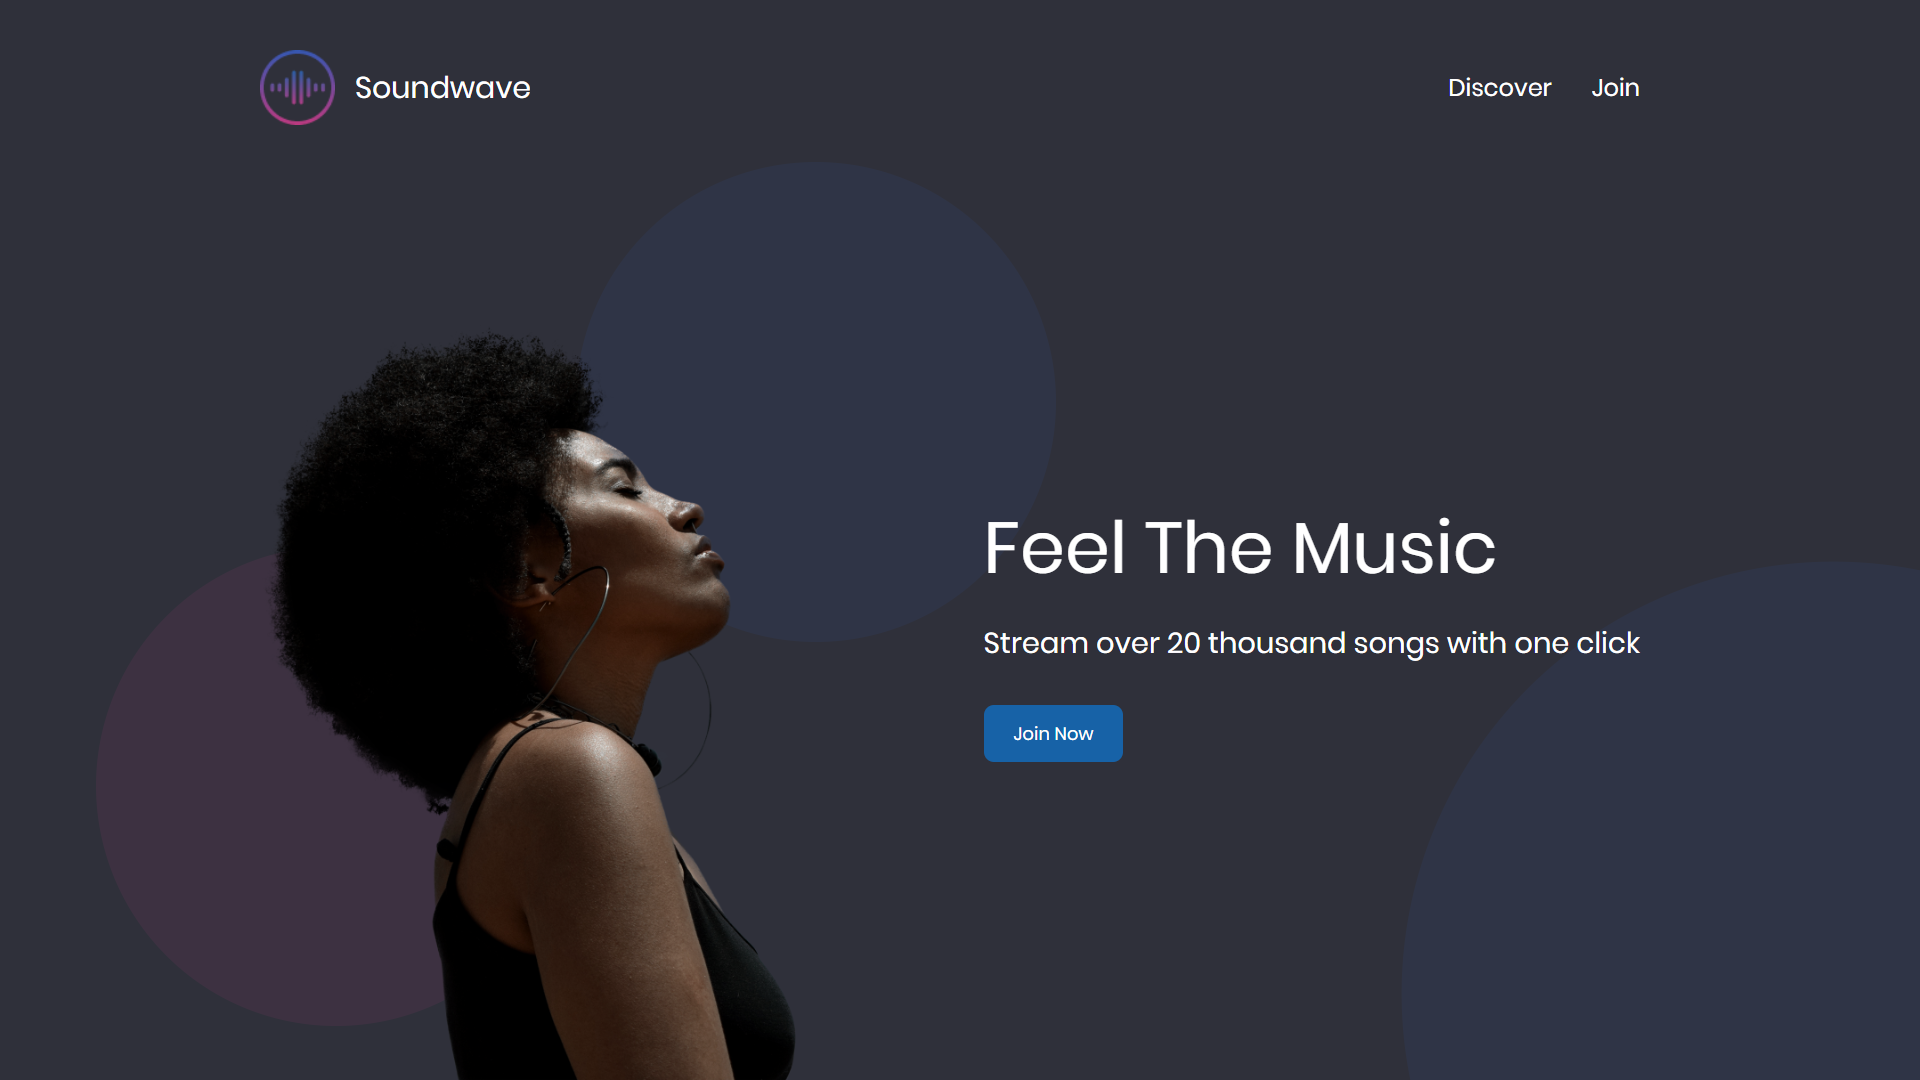 Soundwave
Discover
Join
Feel The Music
Stream over 20 thousand songs with one click
Join Now